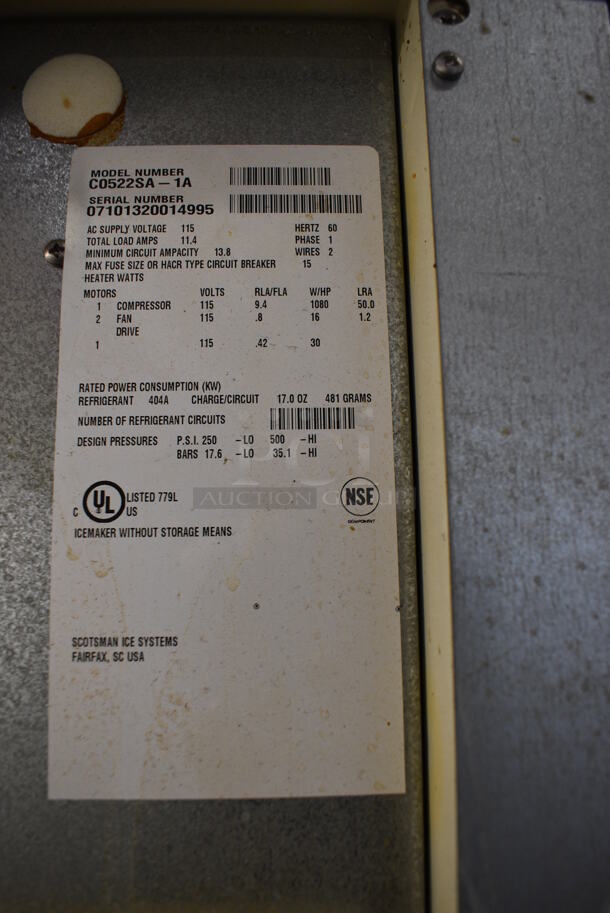 MODEL NUMBER
C0522SA – 1A
SERIAL NUMBER
07101320014995
AC SUPPLY VOLTAGE 115 HERTZ 60
TOTAL LOAD AMPS 11.4 PHASE 1
MINIMUM CIRCUIT AMPACITY 13.8 WIRES 2
MAX FUSE SIZE OR HACR TYPE CIRCUIT BREAKER 15
HEATER WATTS
MOTORS VOLTS RLA/FLA W/HP LRA
1 COMPRESSOR 115 9.4 1080 50.0
2 FAN 115 .8 16 1.2
DRIVE
1 115 .42 30
RATED POWER CONSUMPTION (KW)
REFRIGERANT 404A CHARGE/CIRCUIT 17.0 OZ 481 GRAMS
NUMBER OF REFRIGERANT CIRCUITS
DESIGN PRESSURES P.S.I. 250 – LO 500 – HI
BARS 17.6 – LO 35.1 – HI
PCI
AUCTION GROUP
C UL US LISTED 779L
NSF
COMPONENT
ICEMAKER WITHOUT STORAGE MEANS
SCOTSMAN ICE SYSTEMS
FAIRFAX, SC USA